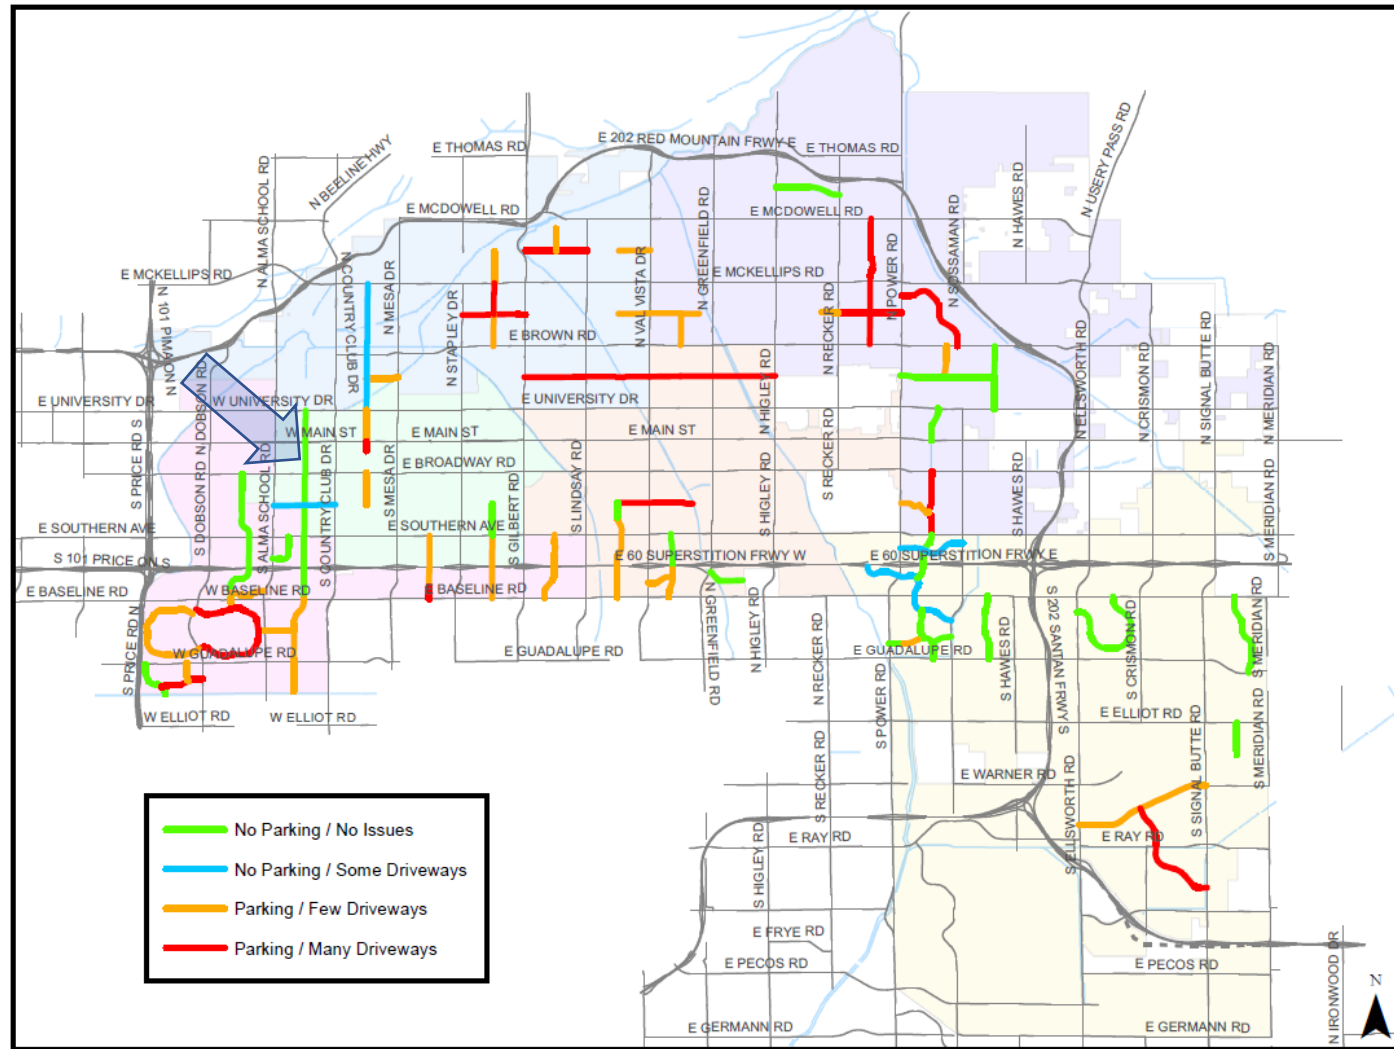 E 202 RED MOUNTAIN FRWY E
E THOMAS RD
E THOMAS RD
N BEELINE HWY
N ALMA SCHOOL RD
N USERY PASS RD
N HAWES RD
E MCDOWELL RD
E MCDOWELL RD
N GREENFIELD RD
N SOSSAMAN RD
N POWER RD
E MCKELLIPS RD
E MCKELLIPS RD
N COUNTRY CLUB DR
N MESA DR
N VAL VISTA DR
N STAPLEY DR
N RECKER RD
E BROWN RD
N 101 PIMA ON N
N DOBSON RD
N HIGLEY RD
N ELLSWORTH RD
N CRISMON RD
N SIGNAL BUTTE RD
N MERIDIAN RD
E UNIVERSITY DR
W UNIVERSITY DR
E UNIVERSITY DR
W MAIN ST
E MAIN ST
E MAIN ST
S PRICE RD S
S DOBSON RD
S ALMA SCHOOL RD
S COUNTRY CLUB DR
E BROADWAY RD
S MESA DR
S GILBERT RD
S LINDSAY RD
S HIGLEY RD
S RECKER RD
S HAWES RD
S MERIDIAN RD
E SOUTHERN AVE
E SOUTHERN AVE
S 101 PRICE ON S
E 60 SUPERSTITION FRWY W
E 60 SUPERSTITION FRWY E
E BASELINE RD
W BASELINE RD
E BASELINE RD
N GREENFIELD RD
N HIGLEY RD
N RECKER RD
S PRICE RD N
W GUADALUPE RD
E GUADALUPE RD
E GUADALUPE RD
S HAWES RD
S 202 SANTAN FRWY S
S CRISMON RD
S MERIDIAN RD
S POWER RD
W ELLIOT RD
W ELLIOT RD
E ELLIOT RD
S RECKER RD
E WARNER RD
S ELLSWORTH RD
S SIGNAL BUTTE RD
S MERIDIAN RD
S HIGLEY RD
E RAY RD
E RAY RD
No Parking / No Issues
No Parking / Some Driveways
Parking / Few Driveways
Parking / Many Driveways
E FRYE RD
E PECOS RD
E PECOS RD
E GERMANN RD
E GERMANN RD
N IRONWOOD DR
N